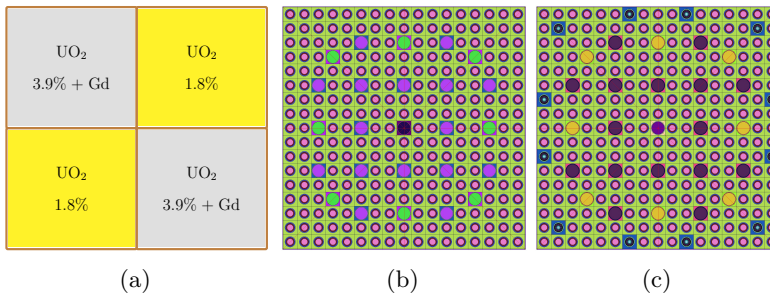 UO₂
3.9% + Gd
UO₂
1.8%
UO₂
1.8%
UO₂
3.9% + Gd
(a)
(b)
(c)